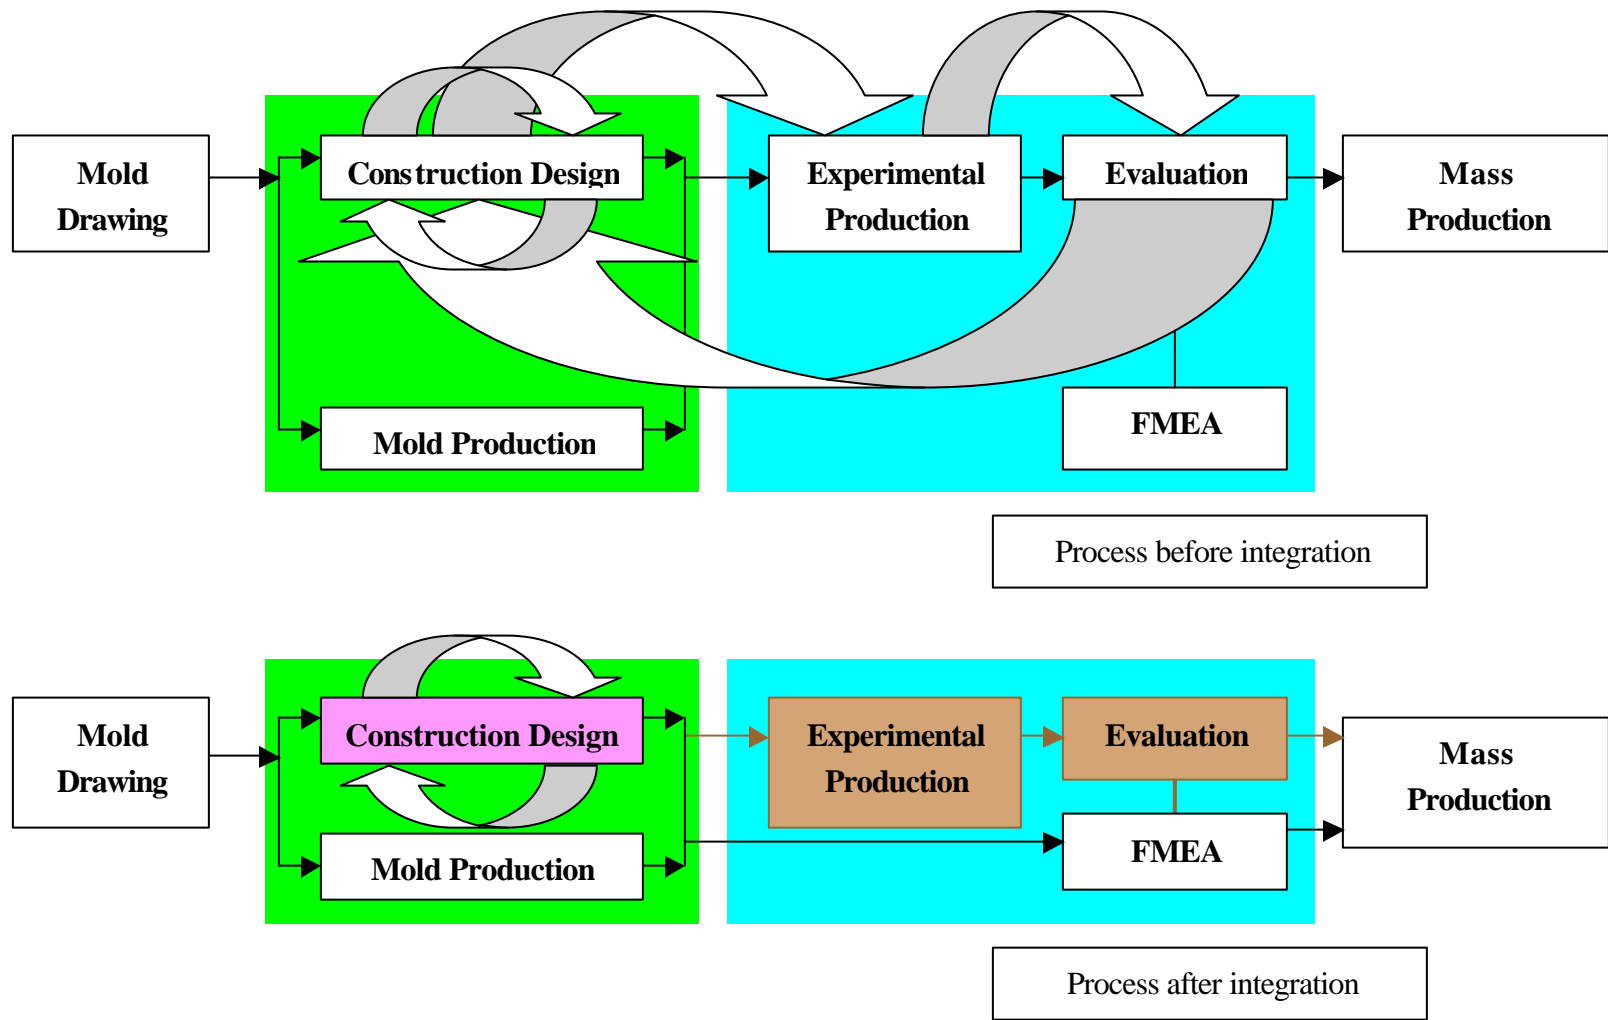 Mold
Drawing
Construction Design
Mold Production
Experimental
Production
Evaluation
FMEA
Mass
Production
Process before integration
Mold
Drawing
Construction Design
Mold Production
Experimental
Production
Evaluation
FMEA
Mass
Production
Process after integration